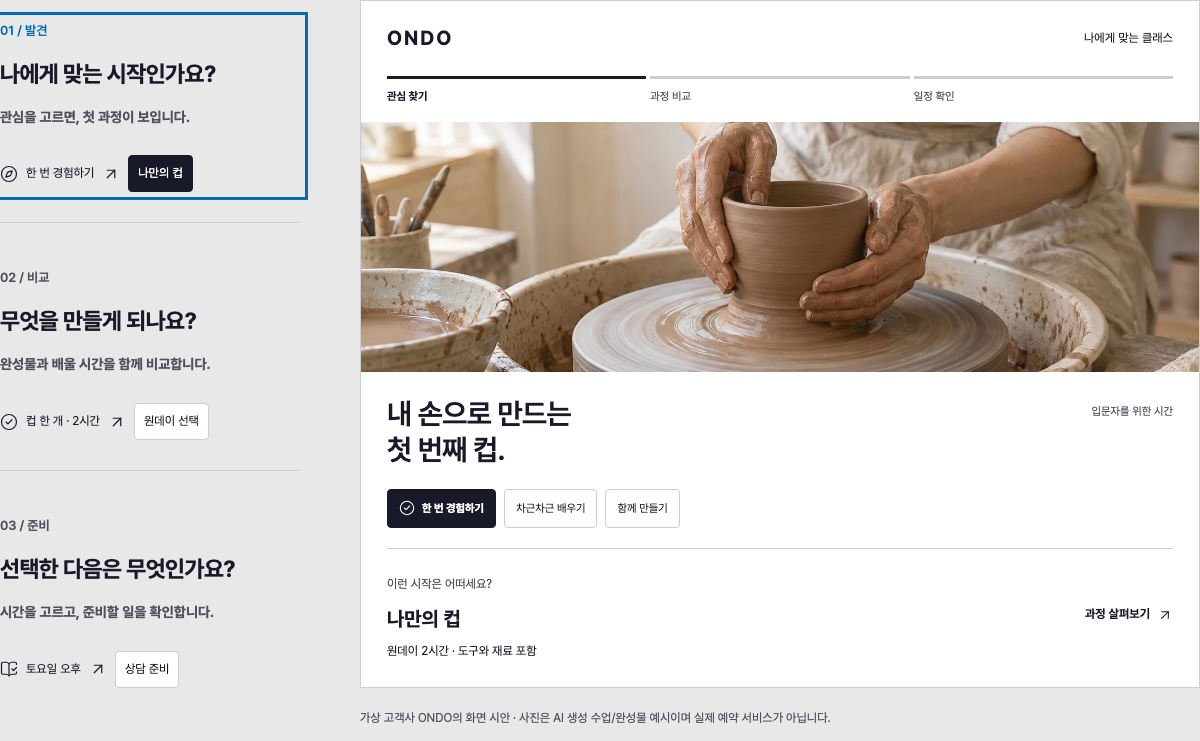 01 / 발견
나에게 맞는 시작인가요?
관심을 고르면, 첫 과정이 보입니다.
한 번 경험하기
나만의 컵
02 / 비교
무엇을 만들게 되나요?
완성물과 배울 시간을 함께 비교합니다.
컵 한 개 · 2시간
원데이 선택
03 / 준비
선택한 다음은 무엇인가요?
시간을 고르고, 준비할 일을 확인합니다.
토요일 오후
상담 준비
ONDO
나에게 맞는 클래스
관심 찾기
과정 비교
일정 확인
내 손으로 만드는
첫 번째 컵.
입문자를 위한 시간
한 번 경험하기
차근차근 배우기
함께 만들기
이런 시작은 어떠세요?
나만의 컵
과정 살펴보기
원데이 2시간 · 도구와 재료 포함
가상 고객사 ONDO의 화면 시안 · 사진은 AI 생성 수업/완성물 예시이며 실제 예약 서비스가 아닙니다.